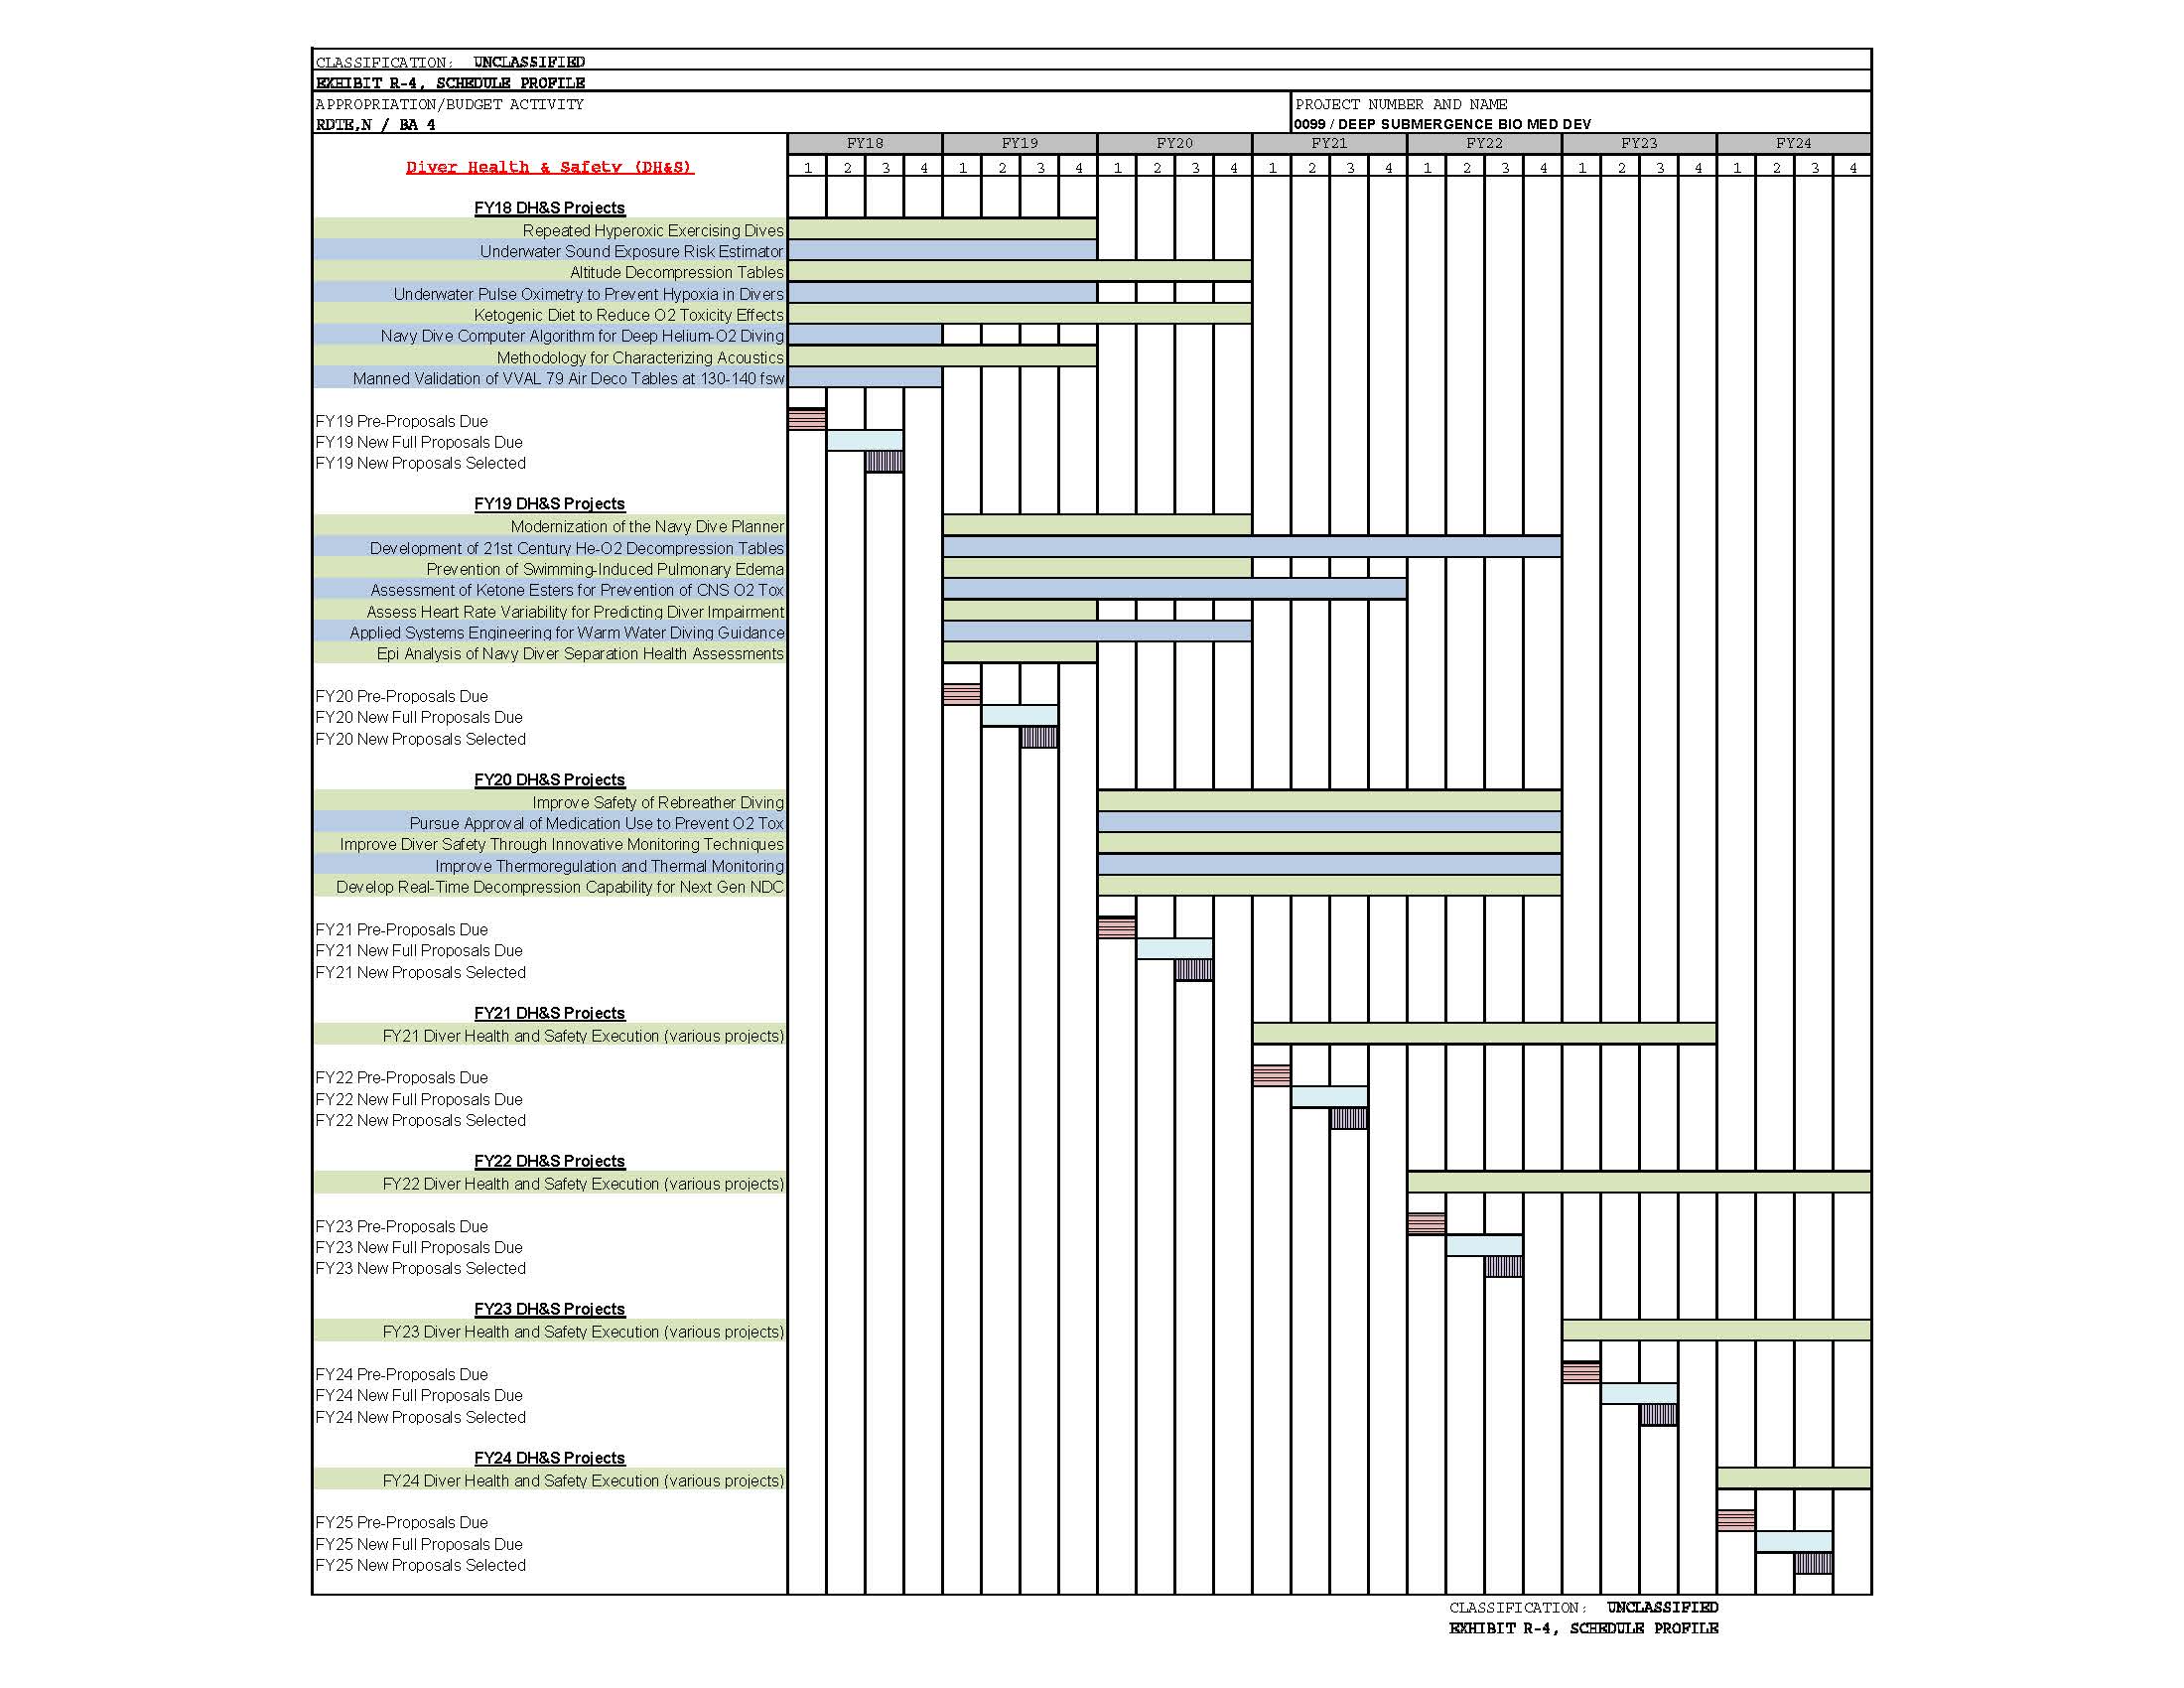 CLASSIFICATION: UNCLASSIFIED
EXHIBIT R-4, SCHEDULE PROFILE
APPROPRIATION/BUDGET ACTIVITY PROJECT NUMBER AND NAME
RDTE,N / BA 4 0099 / DEEP SUBMERGENCE BIO MED DEV
FY18 FY19 FY20 FY21 FY22 FY23 FY24
Diver Health & Safety (DH&S) 1 2 3 4 1 2 3 4 1 2 3 4 1 2 3 4 1 2 3 4 1 2 3 4 1 2 3 4
FY18 DH&S Projects
Repeated Hyperoxic Exercising Dives
Underwater Sound Exposure Risk Estimator
Altitude Decompression Tables
Underwater Pulse Oximetry to Prevent Hypoxia in Divers
Ketogenic Diet to Reduce O2 Toxicity Effects
Navy Dive Computer Algorithm for Deep Helium-O2 Diving
Methodology for Characterizing Acoustics
Manned Validation of VVAL 79 Air Deco Tables at 130-140 fsw
FY19 Pre-Proposals Due
FY19 New Full Proposals Due
FY19 New Proposals Selected
FY19 DH&S Projects
Modernization of the Navy Dive Planner
Development of 21st Century He-O2 Decompression Tables
Prevention of Swimming-Induced Pulmonary Edema
Assessment of Ketone Esters for Prevention of CNS O2 Tox
Assess Heart Rate Variability for Predicting Diver Impairment
Applied Systems Engineering for Warm Water Diving Guidance
Epi Analysis of Navy Diver Separation Health Assessments
FY20 Pre-Proposals Due
FY20 New Full Proposals Due
FY20 New Proposals Selected
FY20 DH&S Projects
Improve Safety of Rebreather Diving
Pursue Approval of Medication Use to Prevent O2 Tox
Improve Diver Safety Through Innovative Monitoring Techniques
Improve Thermoregulation and Thermal Monitoring
Develop Real-Time Decompression Capability for Next Gen NDC
FY21 Pre-Proposals Due
FY21 New Full Proposals Due
FY21 New Proposals Selected
FY21 DH&S Projects
FY21 Diver Health and Safety Execution (various projects)
FY22 Pre-Proposals Due
FY22 New Full Proposals Due
FY22 New Proposals Selected
FY22 DH&S Projects
FY22 Diver Health and Safety Execution (various projects)
FY23 Pre-Proposals Due
FY23 New Full Proposals Due
FY23 New Proposals Selected
FY23 DH&S Projects
FY23 Diver Health and Safety Execution (various projects)
FY24 Pre-Proposals Due
FY24 New Full Proposals Due
FY24 New Proposals Selected
FY24 DH&S Projects
FY24 Diver Health and Safety Execution (various projects)
FY25 Pre-Proposals Due
FY25 New Full Proposals Due
FY25 New Proposals Selected
CLASSIFICATION: UNCLASSIFIED
EXHIBIT R-4, SCHEDULE PROFILE